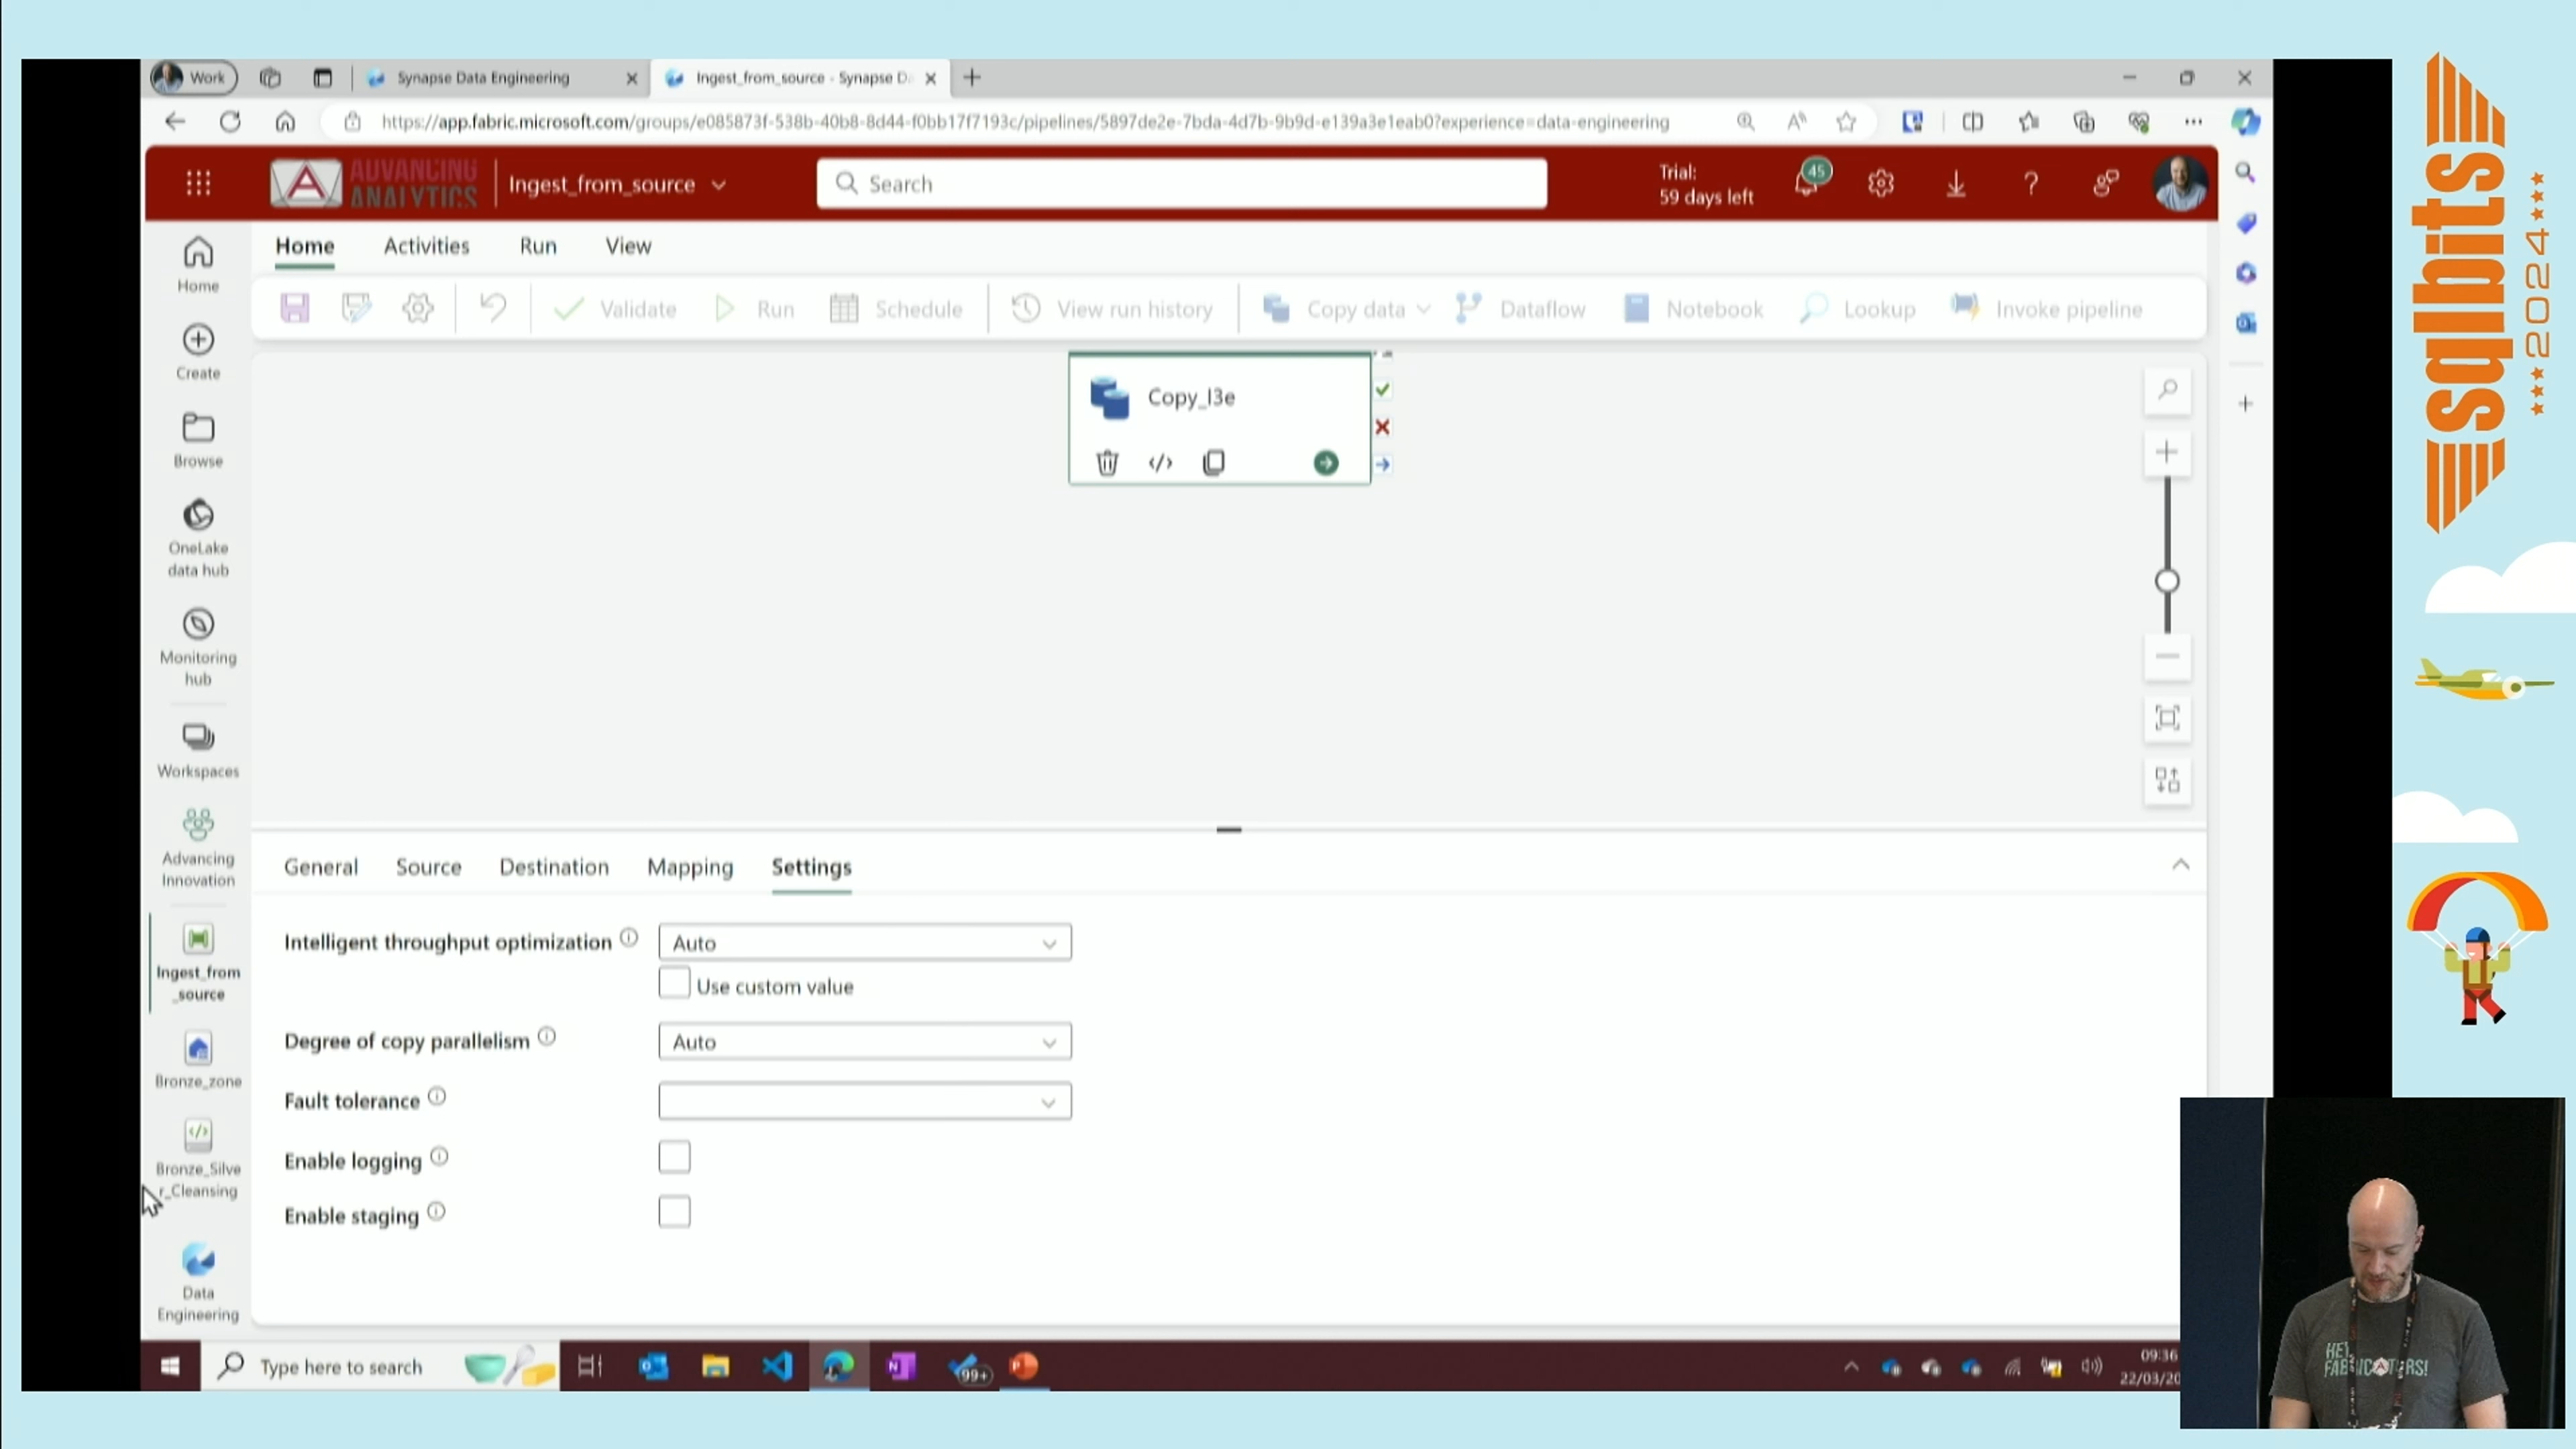 Work
Synapse Data Engineering
Ingest_from_source - Synapse D
https://app.fabric.microsoft.com/groups/e085873f-538b-40b8-8d44-f0bb17f7193c/pipelines/5897de2e-7bda-4d7b-9b9d-e139a3e1eab0?experience=data-engineering
ADVANCING
ANALYTICS
Ingest_from_source
Search
Trial:
59 days left
45
Home
Activities
Run
View
Validate
Run
Schedule
View run history
Copy data
Dataflow
Notebook
Lookup
Invoke pipeline
Home
Create
Browse
OneLake
data hub
Monitoring
hub
Workspaces
Advancing
Innovation
Ingest_from
_source
Bronze_zone
Bronze_Silve
r_Cleansing
Data
Engineering
Copy_l3e
General
Source
Destination
Mapping
Settings
Intelligent throughput optimization
Auto
Use custom value
Degree of copy parallelism
Auto
Fault tolerance
Enable logging
Enable staging
Type here to search
99+
09:36
22/03/20
sqlbits
2024
HEY
FABRICATORS!